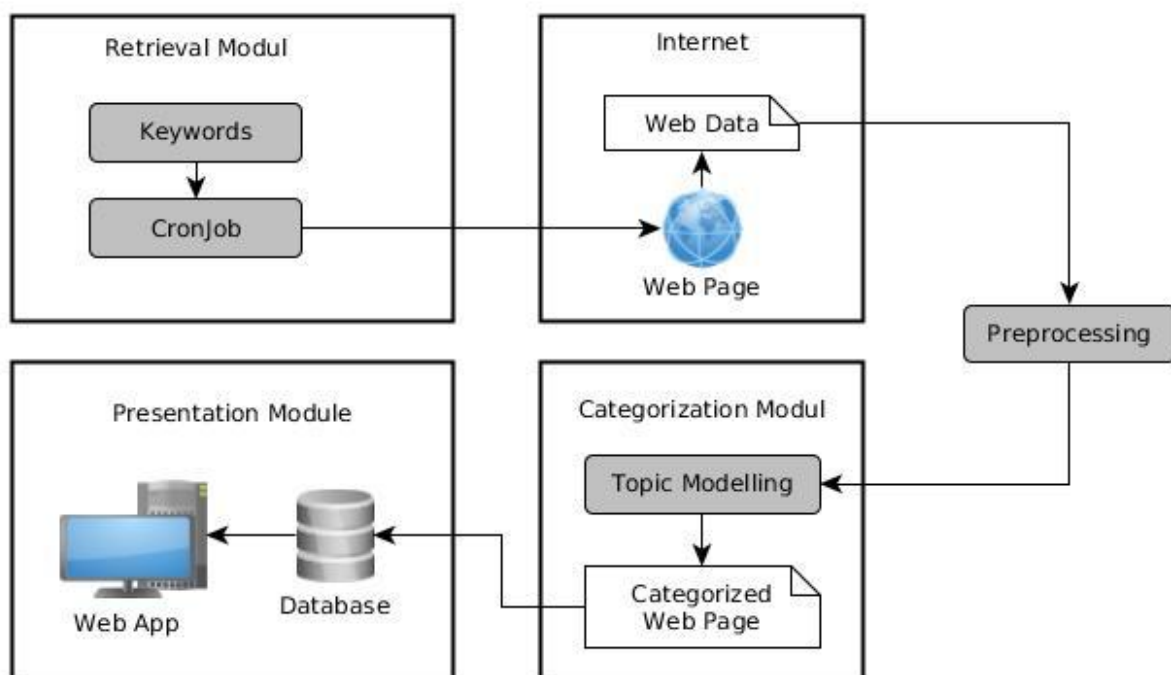 Retrieval Modul
Keywords
CronJob
Internet
Web Data
Web Page
Preprocessing
Categorization Modul
Topic Modelling
Categorized
Web Page
Presentation Module
Database
Web App